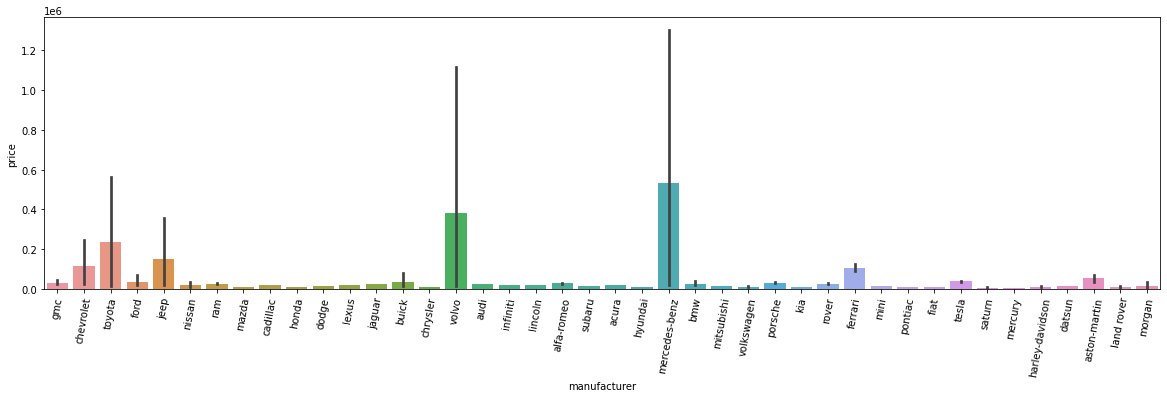 1e6
1.2
1.0
0.8
0.6
0.4
0.2
0.0
price
gmc
chevrolet
toyota
ford
jeep
nissan
ram
mazda
cadillac
honda
dodge
lexus
jaguar
buick
chrysler
volvo
audi
infiniti
lincoln
alfa-romeo
subaru
acura
hyundai
mercedes-benz
bmw
mitsubishi
volkswagen
porsche
kia
rover
ferrari
mini
pontiac
fiat
tesla
saturn
mercury
harley-davidson
datsun
aston-martin
land rover
morgan
manufacturer